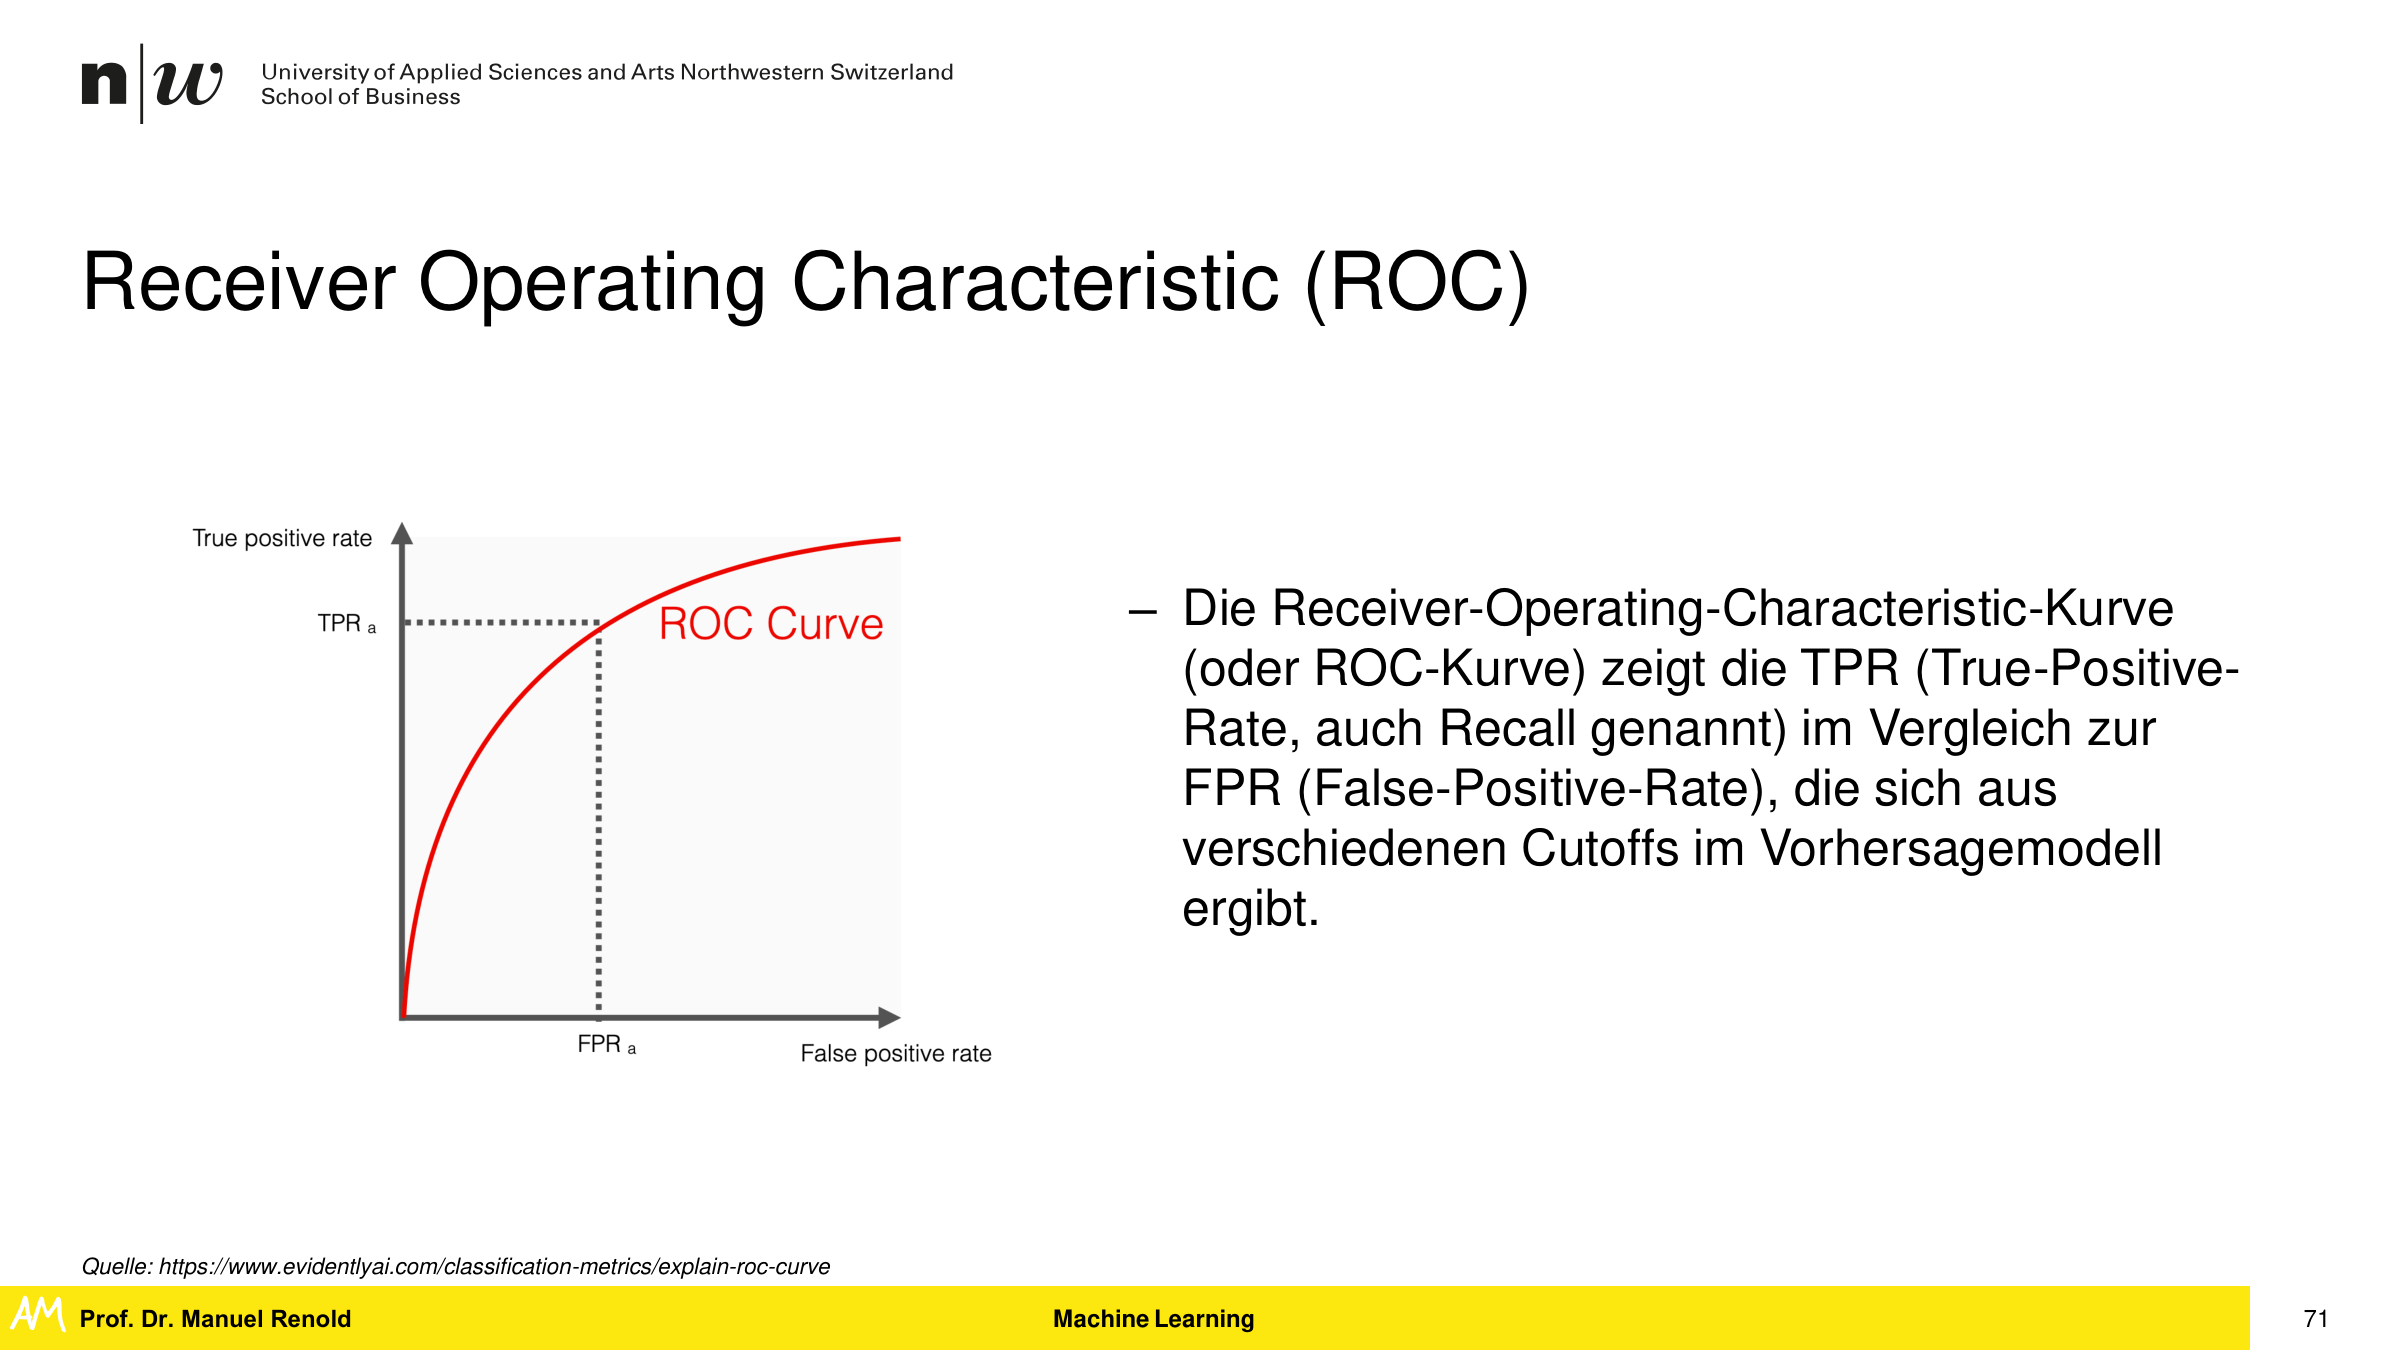 n|w
University of Applied Sciences and Arts Northwestern Switzerland
School of Business
Receiver Operating Characteristic (ROC)
True positive rate
TPR a
ROC Curve
FPR a
False positive rate
– Die Receiver-Operating-Characteristic-Kurve
(oder ROC-Kurve) zeigt die TPR (True-Positive-
Rate, auch Recall genannt) im Vergleich zur
FPR (False-Positive-Rate), die sich aus
verschiedenen Cutoffs im Vorhersagemodell
ergibt.
Quelle: https://www.evidentlyai.com/classification-metrics/explain-roc-curve
AM Prof. Dr. Manuel Renold
Machine Learning
71